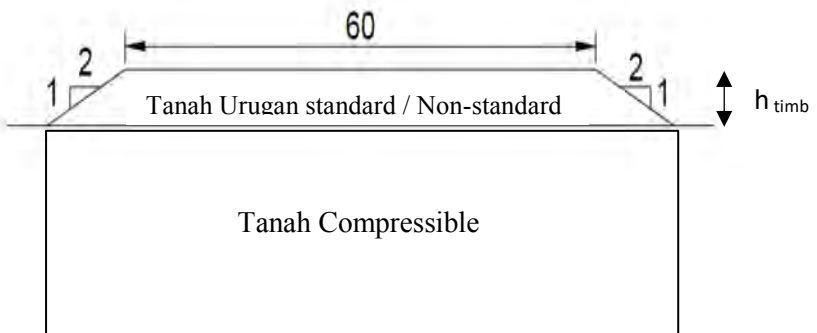 60
2
1
2
1
Tanah Urugan standard / Non-standard
h timb
Tanah Compressible